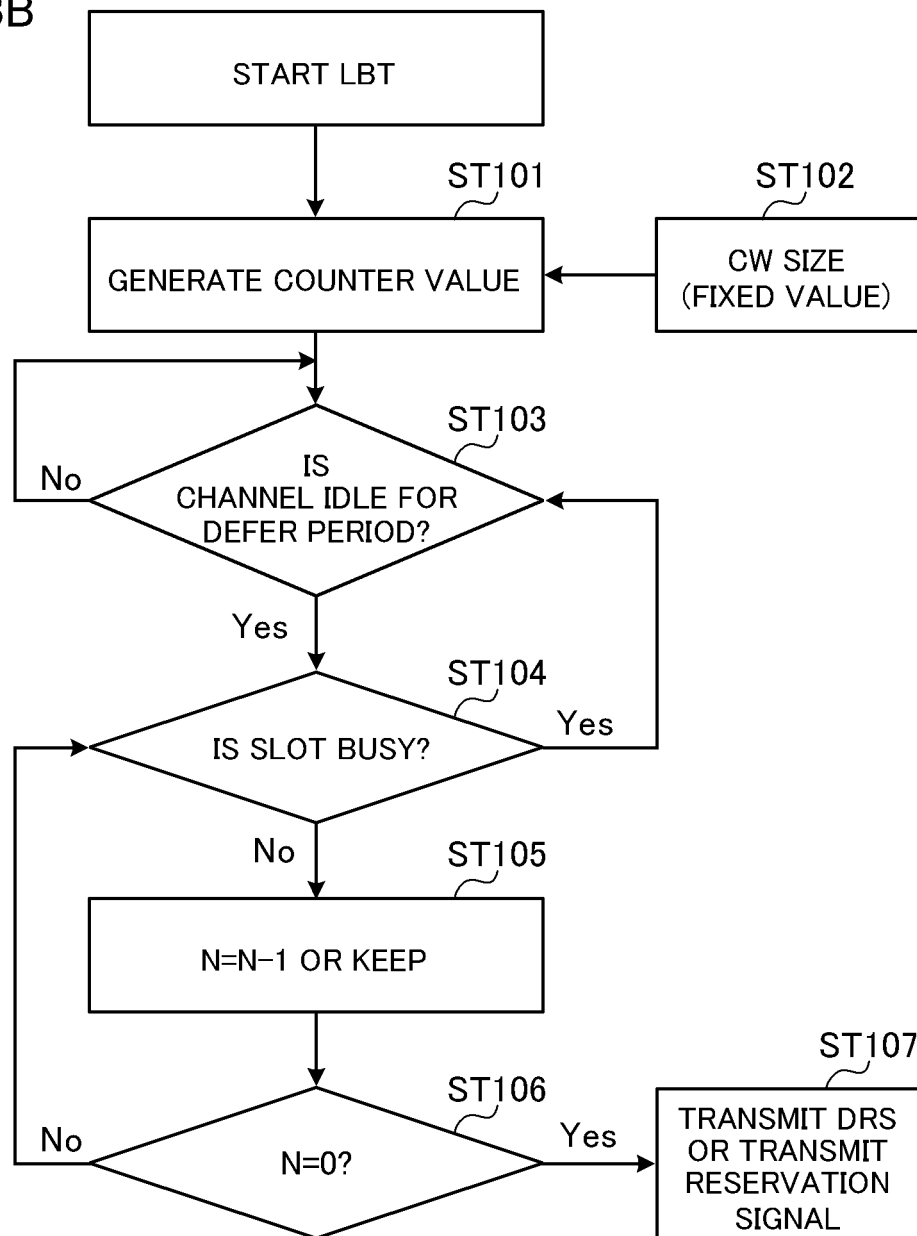 3B
START LBT
ST101
ST102
GENERATE COUNTER VALUE
CW SIZE
(FIXED VALUE)
ST103
IS
CHANNEL IDLE FOR
DEFER PERIOD?
No
Yes
ST104
IS SLOT BUSY?
Yes
No
ST105
N=N-1 OR KEEP
ST106
ST107
N=0?
No
Yes
TRANSMIT DRS
OR TRANSMIT
RESERVATION
SIGNAL